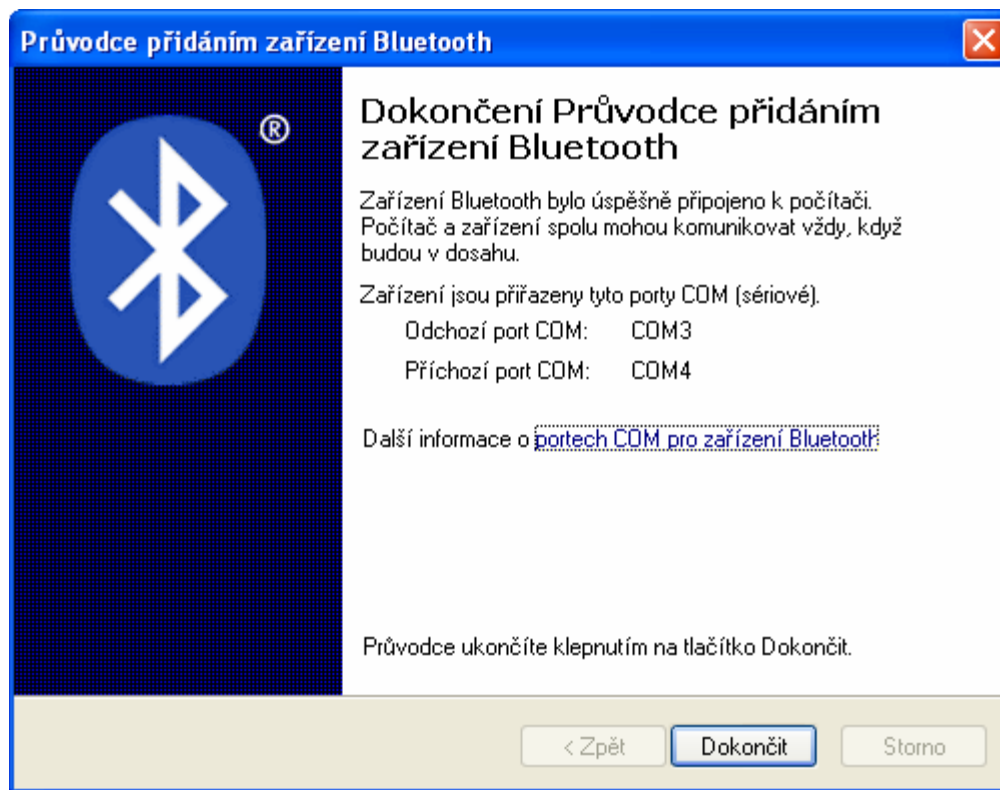 Průvodce přidáním zařízení Bluetooth
®
Dokončení Průvodce přidáním
zařízení Bluetooth
Zařízení Bluetooth bylo úspěšně připojeno k počítači.
Počítač a zařízení spolu mohou komunikovat vždy, když
budou v dosahu.
Zařízení jsou přiřazeny tyto porty COM (sériové).
Odchozí port COM: COM3
Příchozí port COM: COM4
Další informace o portech COM pro zařízení Bluetooth
Průvodce ukončíte klepnutím na tlačítko Dokončit.
< Zpět Dokončit Storno